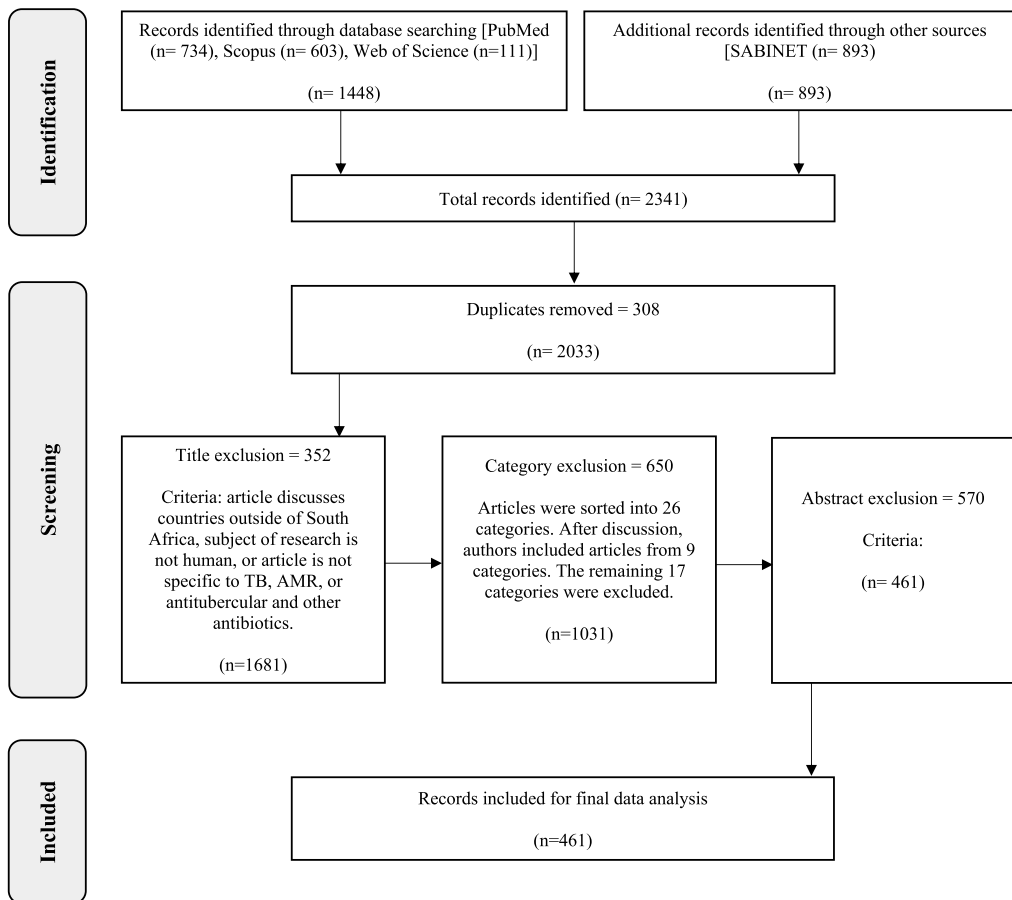 Identification
Records identified through database searching [PubMed
(n= 734), Scopus (n= 603), Web of Science (n=111)]
(n= 1448)
Additional records identified through other sources
[SABINET (n= 893)
(n= 893)
Total records identified (n= 2341)
Screening
Duplicates removed = 308
(n= 2033)
Title exclusion = 352
Criteria: article discusses
countries outside of South
Africa, subject of research is
not human, or article is not
specific to TB, AMR, or
antitubercular and other
antibiotics.
(n=1681)
Category exclusion = 650
Articles were sorted into 26
categories. After discussion,
authors included articles from 9
categories. The remaining 17
categories were excluded.
(n=1031)
Abstract exclusion = 570
Criteria:
(n= 461)
Included
Records included for final data analysis
(n=461)